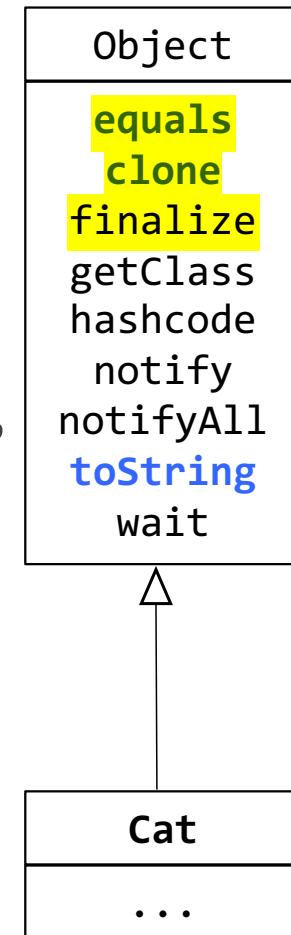 Object
equals
clone
finalize
getClass
hashcode
notify
notifyAll
toString
wait
Cat
...